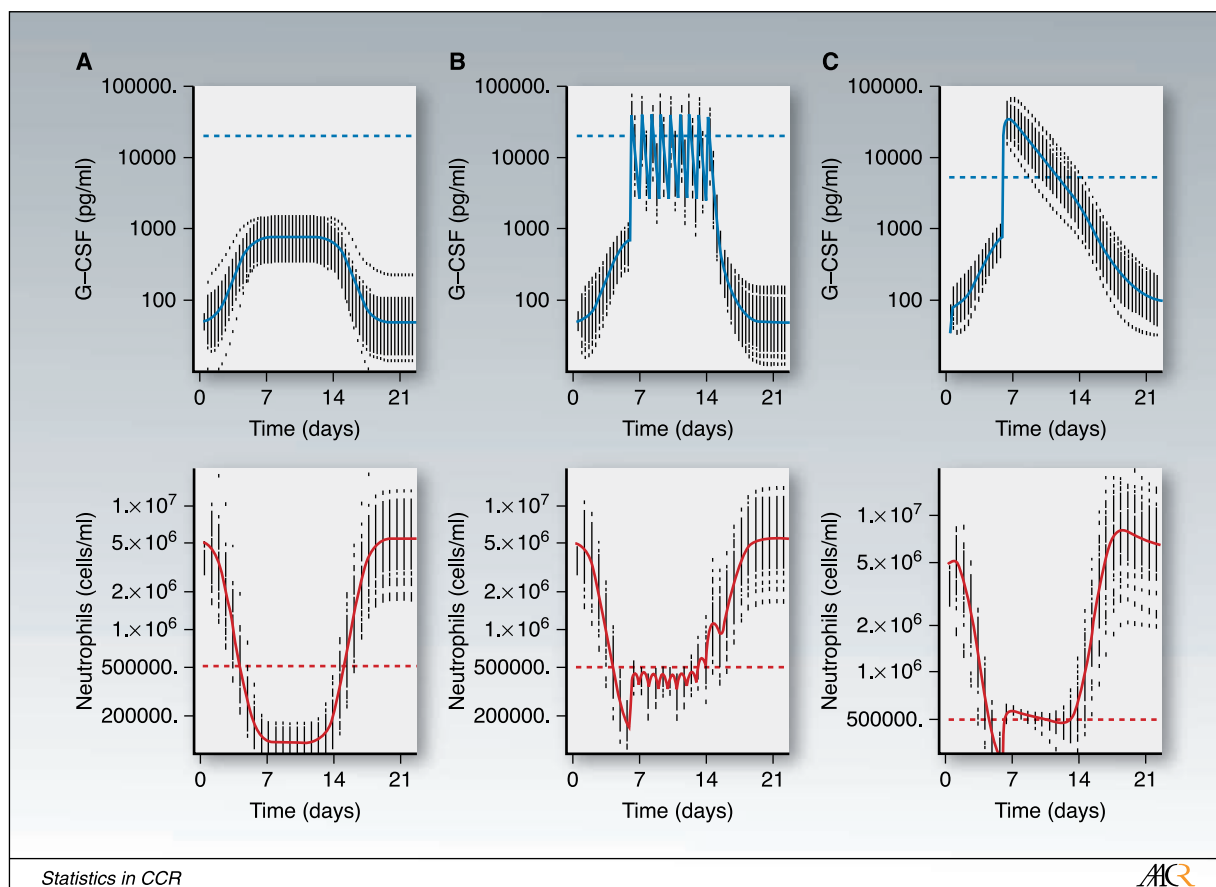 A
G–CSF (pg/ml)
100000.
10000
1000
100
0 7 14 21
Time (days)
B
G–CSF (pg/ml)
100000.
10000
1000
100
0 7 14 21
Time (days)
C
G–CSF (pg/ml)
100000.
10000
1000
100
0 7 14 21
Time (days)
Neutrophils (cells/ml)
1.×10⁷
5.×10⁶
2.×10⁶
1.×10⁶
500000.
200000.
0 7 14 21
Time (days)
Neutrophils (cells/ml)
1.×10⁷
5.×10⁶
2.×10⁶
1.×10⁶
500000.
200000.
0 7 14 21
Time (days)
Neutrophils (cells/ml)
1.×10⁷
5.×10⁶
2.×10⁶
1.×10⁶
500000.
0 7 14 21
Time (days)
Statistics in CCR
AACR